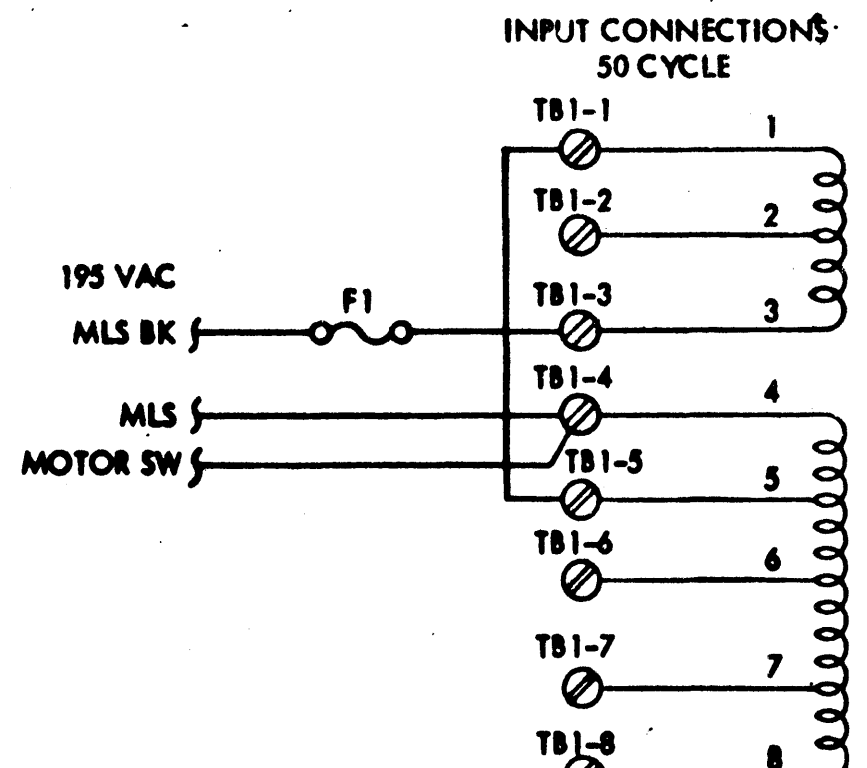 INPUT CONNECTIONS
50 CYCLE
TB1-1
1
TB1-2
2
195 VAC
F1
TB1-3
3
MLS BK
TB1-4
4
MLS
MOTOR SW
TB1-5
5
TB1-6
6
TB1-7
7
TB1-8
8